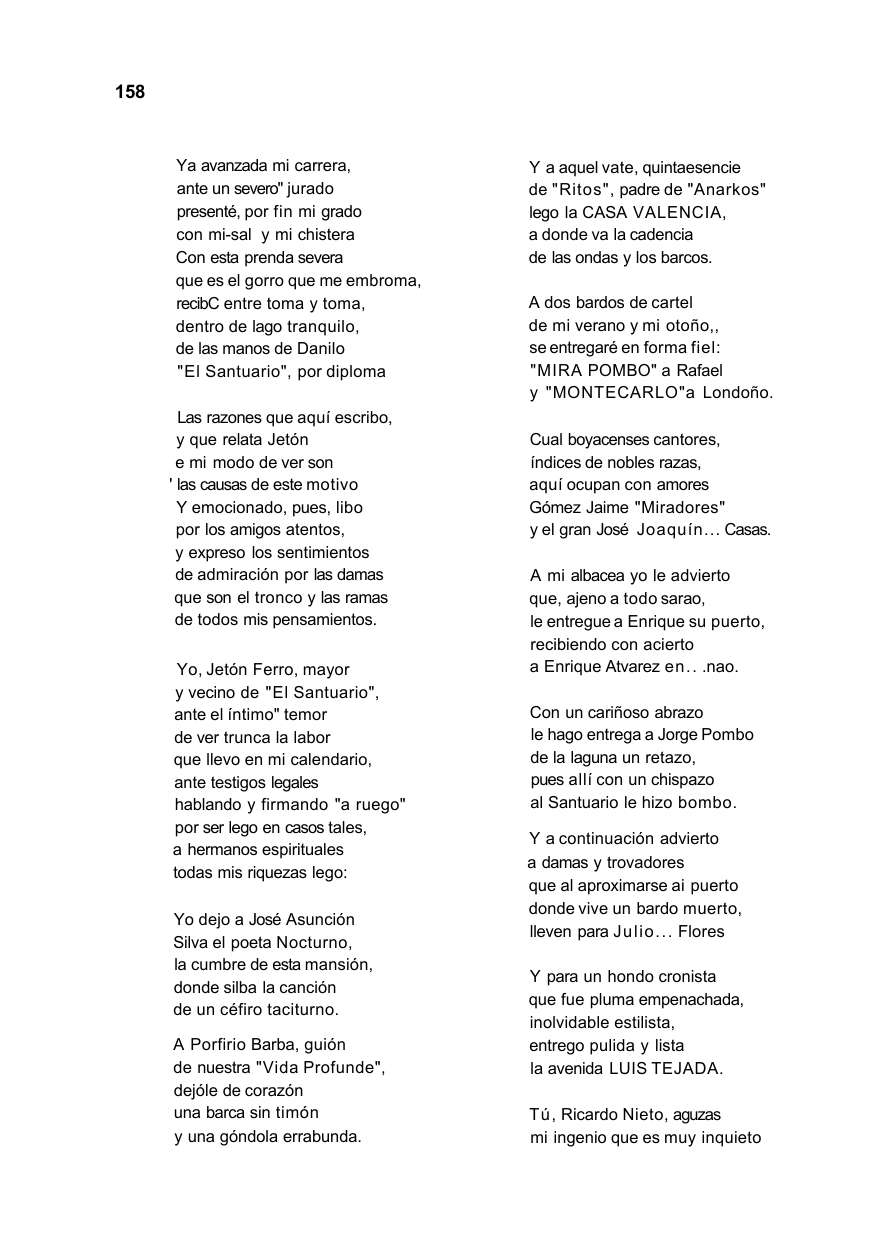 158
Ya avanzada mi carrera,
ante un severo" jurado
presenté, por fin mi grado
con mi-sal y mi chistera
Con esta prenda severa
que es el gorro que me embroma,
recibC entre toma y toma,
dentro de lago tranquilo,
de las manos de Danilo
"El Santuario", por diploma
Las razones que aquí escribo,
y que relata Jetón
e mi modo de ver son
' las causas de este motivo
Y emocionado, pues, libo
por los amigos atentos,
y expreso los sentimientos
de admiración por las damas
que son el tronco y las ramas
de todos mis pensamientos.
Yo, Jetón Ferro, mayor
y vecino de "El Santuario",
ante el íntimo" temor
de ver trunca la labor
que llevo en mi calendario,
ante testigos legales
hablando y firmando "a ruego"
por ser lego en casos tales,
a hermanos espirituales
todas mis riquezas lego:
Yo dejo a José Asunción
Silva el poeta Nocturno,
la cumbre de esta mansión,
donde silba la canción
de un céfiro taciturno.
A Porfirio Barba, guión
de nuestra "Vida Profunde",
dejóle de corazón
una barca sin timón
y una góndola errabunda.
Y a aquel vate, quintaesencie
de "Ritos", padre de "Anarkos"
lego la CASA VALENCIA,
a donde va la cadencia
de las ondas y los barcos.
A dos bardos de cartel
de mi verano y mi otoño,,
se entregaré en forma fiel:
"MIRA POMBO" a Rafael
y "MONTECARLO"a Londoño.
Cual boyacenses cantores,
índices de nobles razas,
aquí ocupan con amores
Gómez Jaime "Miradores"
y el gran José Joaquín... Casas.
A mi albacea yo le advierto
que, ajeno a todo sarao,
le entregue a Enrique su puerto,
recibiendo con acierto
a Enrique Atvarez en.. .nao.
Con un cariñoso abrazo
le hago entrega a Jorge Pombo
de la laguna un retazo,
pues allí con un chispazo
al Santuario le hizo bombo.
Y a continuación advierto
a damas y trovadores
que al aproximarse ai puerto
donde vive un bardo muerto,
lleven para Julio... Flores
Y para un hondo cronista
que fue pluma empenachada,
inolvidable estilista,
entrego pulida y lista
la avenida LUIS TEJADA.
Tú, Ricardo Nieto, aguzas
mi ingenio que es muy inquieto